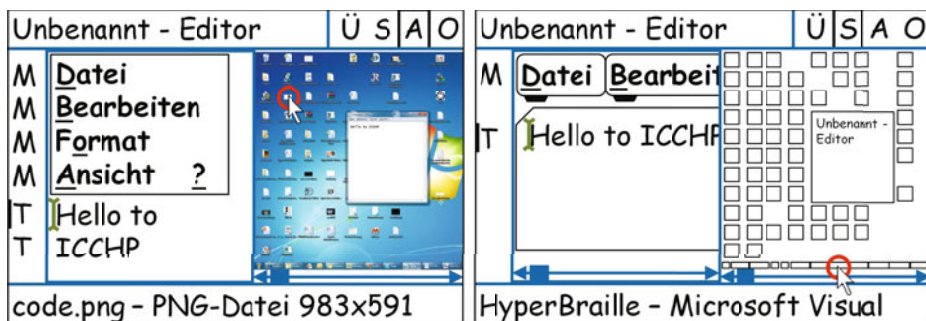 Unbenannt - Editor Ü S A O
M Datei
M Bearbeiten
M Format
M Ansicht ?
T Hello to
T ICCHP
code.png – PNG-Datei 983x591
Unbenannt - Editor Ü S A O
M Datei Bearbeit
T Hello to ICCHP
Unbenannt -
Editor
HyperBraille – Microsoft Visual